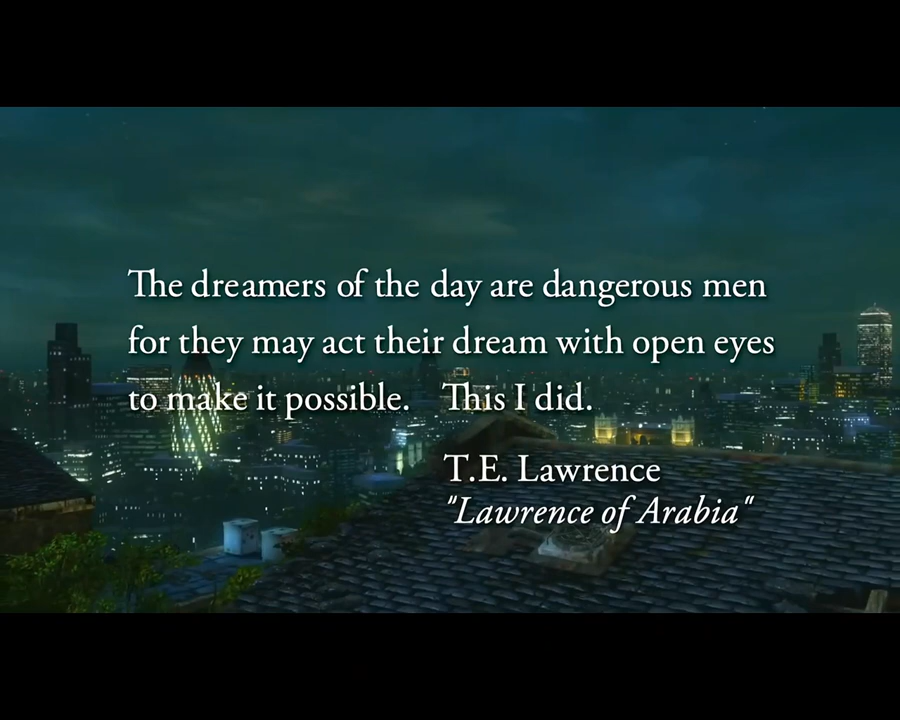 The dreamers of the day are dangerous men
for they may act their dream with open eyes
to make it possible. This I did.
T.E. Lawrence
"Lawrence of Arabia"